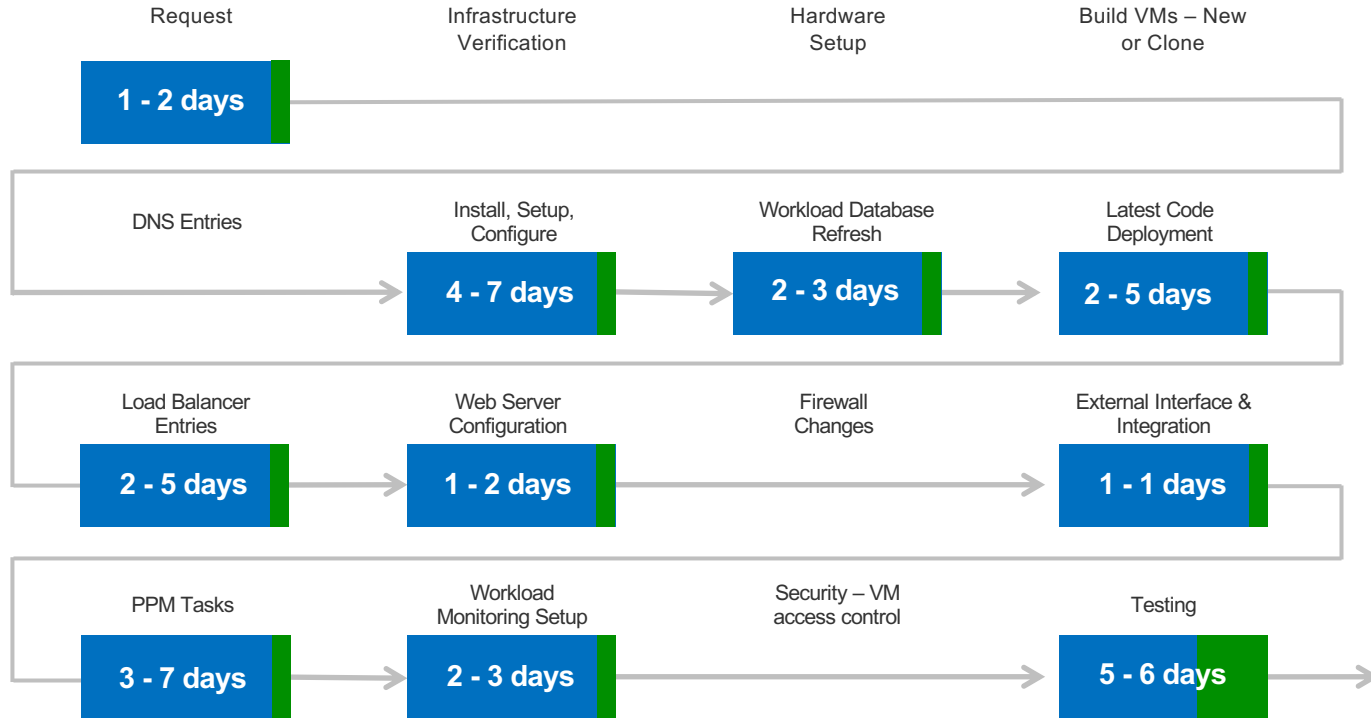 Request
Infrastructure
Verification
Hardware
Setup
Build VMs – New
or Clone
1 - 2 days
DNS Entries
Install, Setup,
Configure
Workload Database
Refresh
Latest Code
Deployment
4 - 7 days
2 - 3 days
2 - 5 days
Load Balancer
Entries
Web Server
Configuration
Firewall
Changes
External Interface &
Integration
2 - 5 days
1 - 2 days
1 - 1 days
PPM Tasks
Workload
Monitoring Setup
Security – VM
access control
Testing
3 - 7 days
2 - 3 days
5 - 6 days